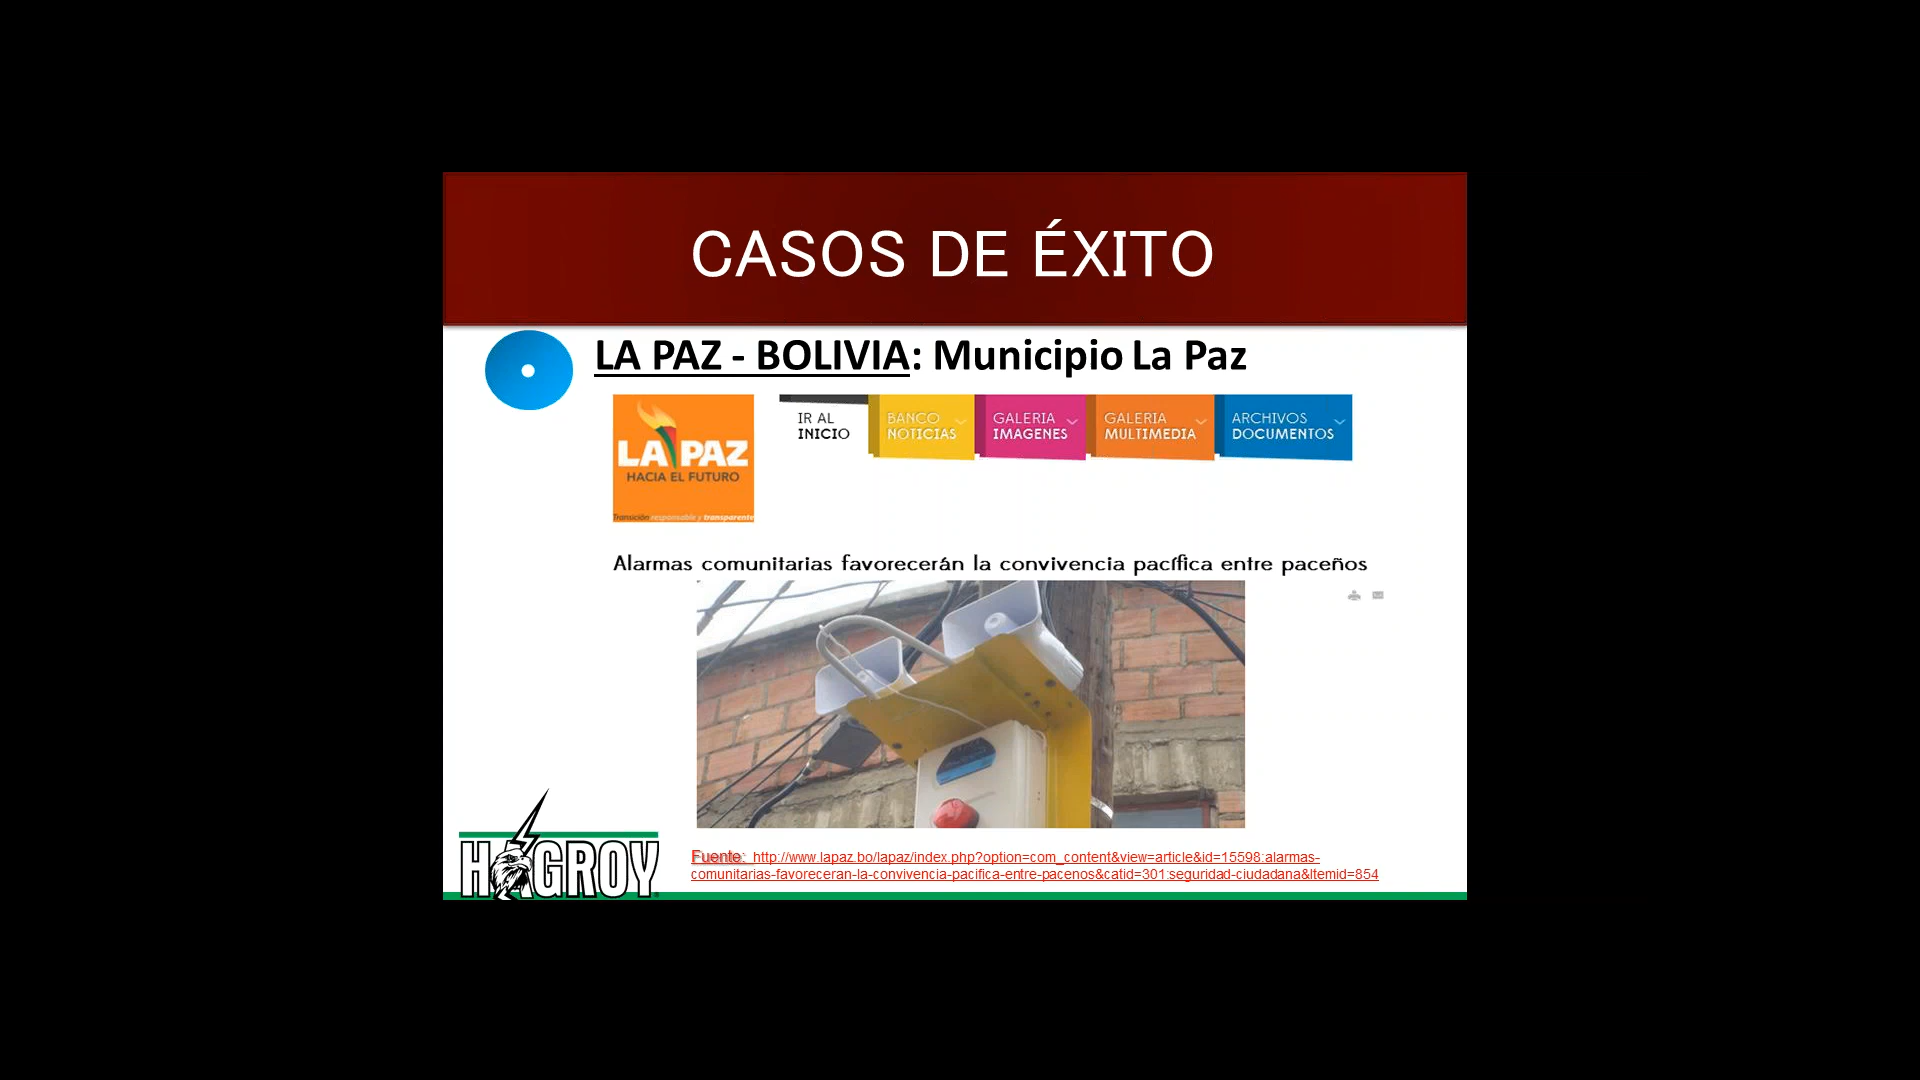 CASOS DE ÉXITO
LA PAZ - BOLIVIA: Municipio La Paz
LA PAZ
HACIA EL FUTURO
Transición responsable y transparente
IR AL
INICIO
BANCO
NOTICIAS
GALERIA
IMAGENES
GALERIA
MULTIMEDIA
ARCHIVOS
DOCUMENTOS
Alarmas comunitarias favorecerán la convivencia pacífica entre paceños
HAGROY
Fuente: http://www.lapaz.bo/lapaz/index.php?option=com_content&view=article&id=15598:alarmas-
comunitarias-favoreceran-la-convivencia-pacifica-entre-pacenos&catid=301:seguridad-ciudadana&Itemid=854